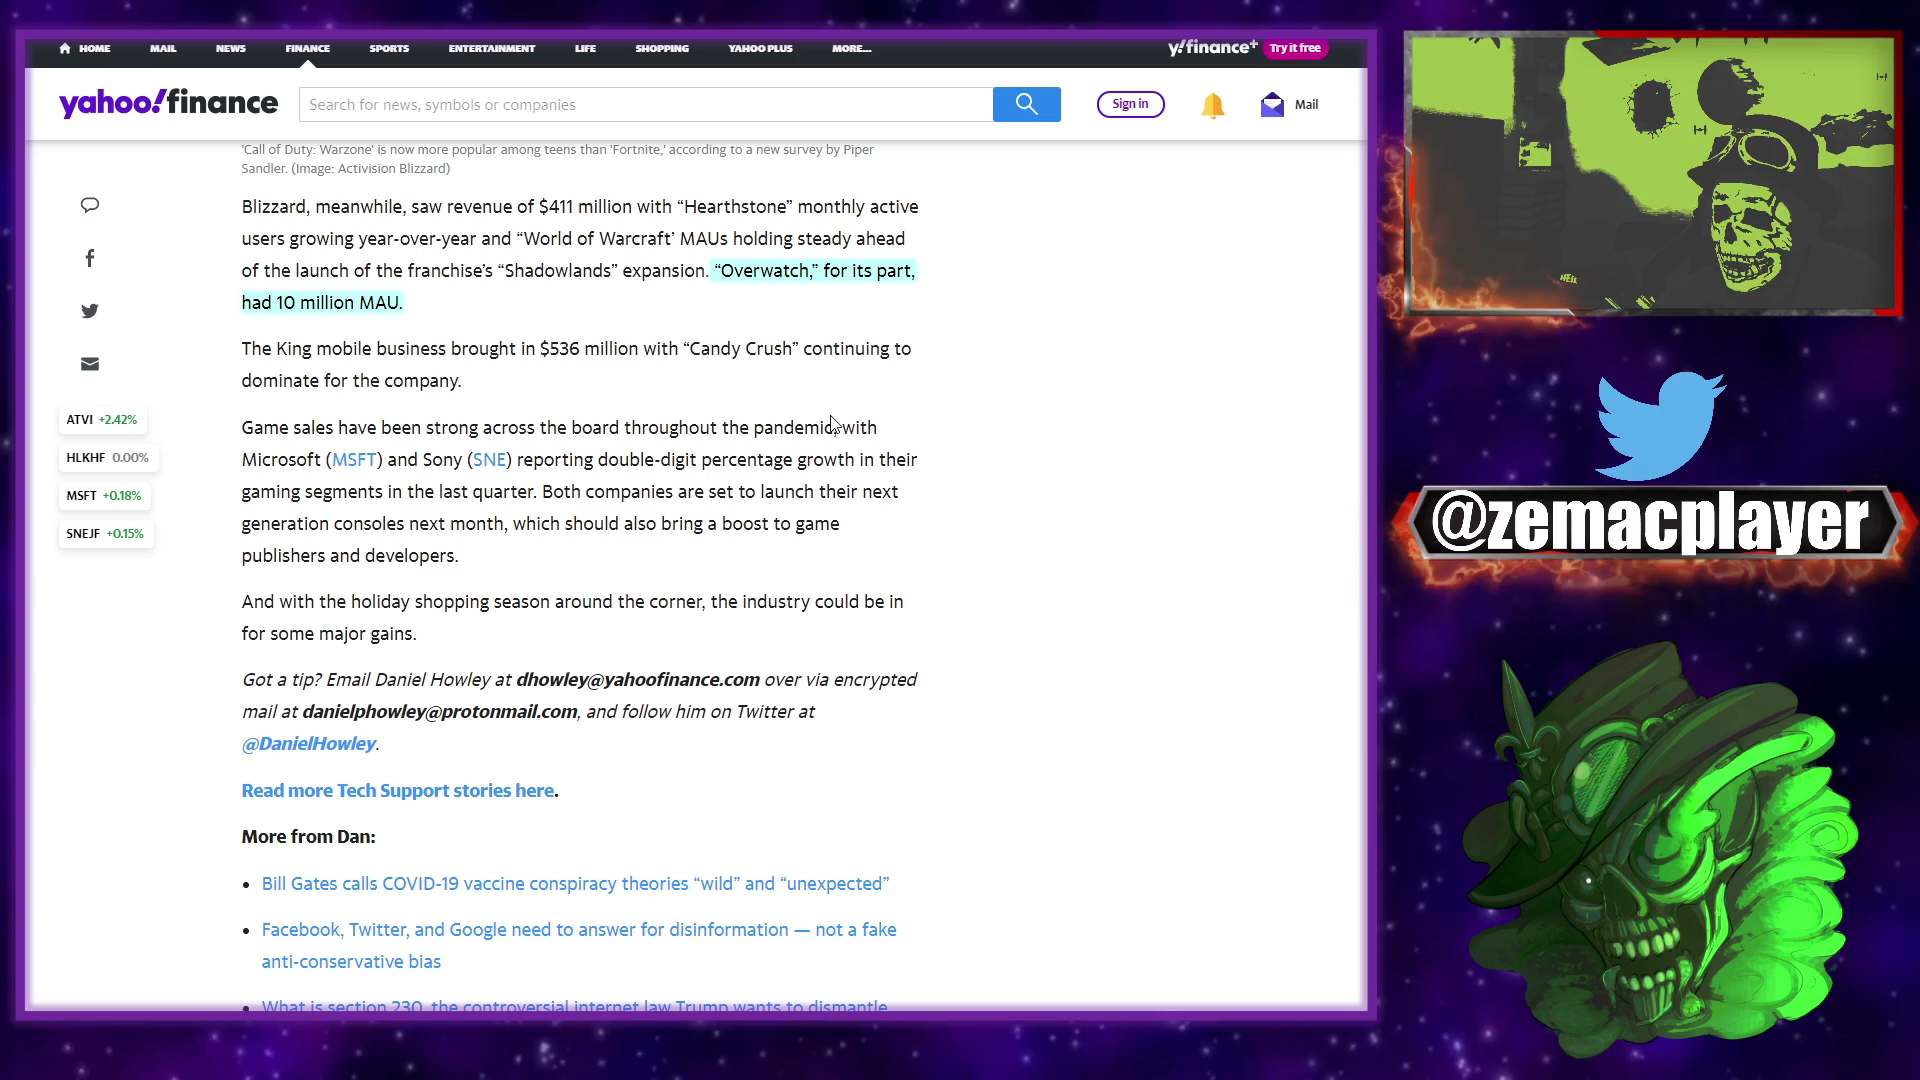 HOME MAIL NEWS FINANCE SPORTS ENTERTAINMENT LIFE SHOPPING YAHOO PLUS MORE... y!finance+ Try it free
yahoo!finance Search for news, symbols or companies Sign in Mail
'Call of Duty: Warzone' is now more popular among teens than 'Fortnite,' according to a new survey by Piper
Sandler. (Image: Activision Blizzard)
Blizzard, meanwhile, saw revenue of $411 million with “Hearthstone” monthly active
users growing year-over-year and “World of Warcraft’ MAUs holding steady ahead
of the launch of the franchise’s “Shadowlands” expansion. “Overwatch,” for its part,
had 10 million MAU.
The King mobile business brought in $536 million with “Candy Crush” continuing to
dominate for the company.
ATVI +2.42%
HLKHF 0.00%
MSFT +0.18%
SNEJF +0.15%
Game sales have been strong across the board throughout the pandemic, with
Microsoft (MSFT) and Sony (SNE) reporting double-digit percentage growth in their
gaming segments in the last quarter. Both companies are set to launch their next
generation consoles next month, which should also bring a boost to game
publishers and developers.
And with the holiday shopping season around the corner, the industry could be in
for some major gains.
Got a tip? Email Daniel Howley at dhowley@yahoofinance.com over via encrypted
mail at danielphowley@protonmail.com, and follow him on Twitter at
@DanielHowley.
Read more Tech Support stories here.
More from Dan:
• Bill Gates calls COVID-19 vaccine conspiracy theories “wild” and “unexpected”
• Facebook, Twitter, and Google need to answer for disinformation — not a fake
anti-conservative bias
• What is section 230, the controversial internet law Trump wants to dismantle
@zemacplayer